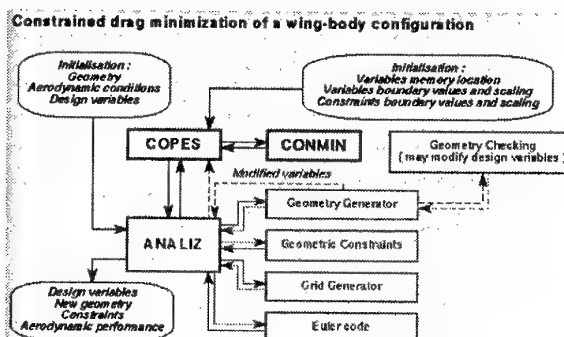 Constrained drag minimization of a wing-body configuration
Initialisation :
Geometry
Aerodynamic conditions
Design variables
Initialisation :
Variables memory location
Variables boundary values and scaling
Constraints boundary values and scaling
COPES
CONMIN
Geometry Checking
( may modify design variables )
Modified variables
Geometry Generator
ANALIZ
Geometric Constraints
Grid Generator
Euler code
Design variables
New geometry
Constraints
Aerodynamic performance